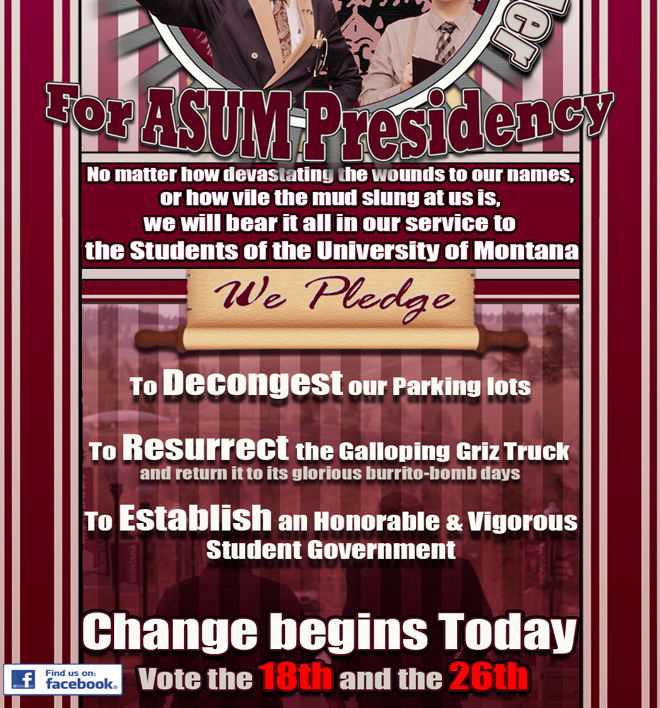 ler
For ASUM Presidency
No matter how devastating the wounds to our names,
or how vile the mud slung at us is,
we will bear it all in our service to
the Students of the University of Montana
We Pledge
To Decongest our Parking lots
To Resurrect the Galloping Griz Truck
and return it to its glorious burrito-bomb days
To Establish an Honorable & Vigorous
Student Government
Change begins Today
Vote the 18th and the 26th
Find us on:
facebook®